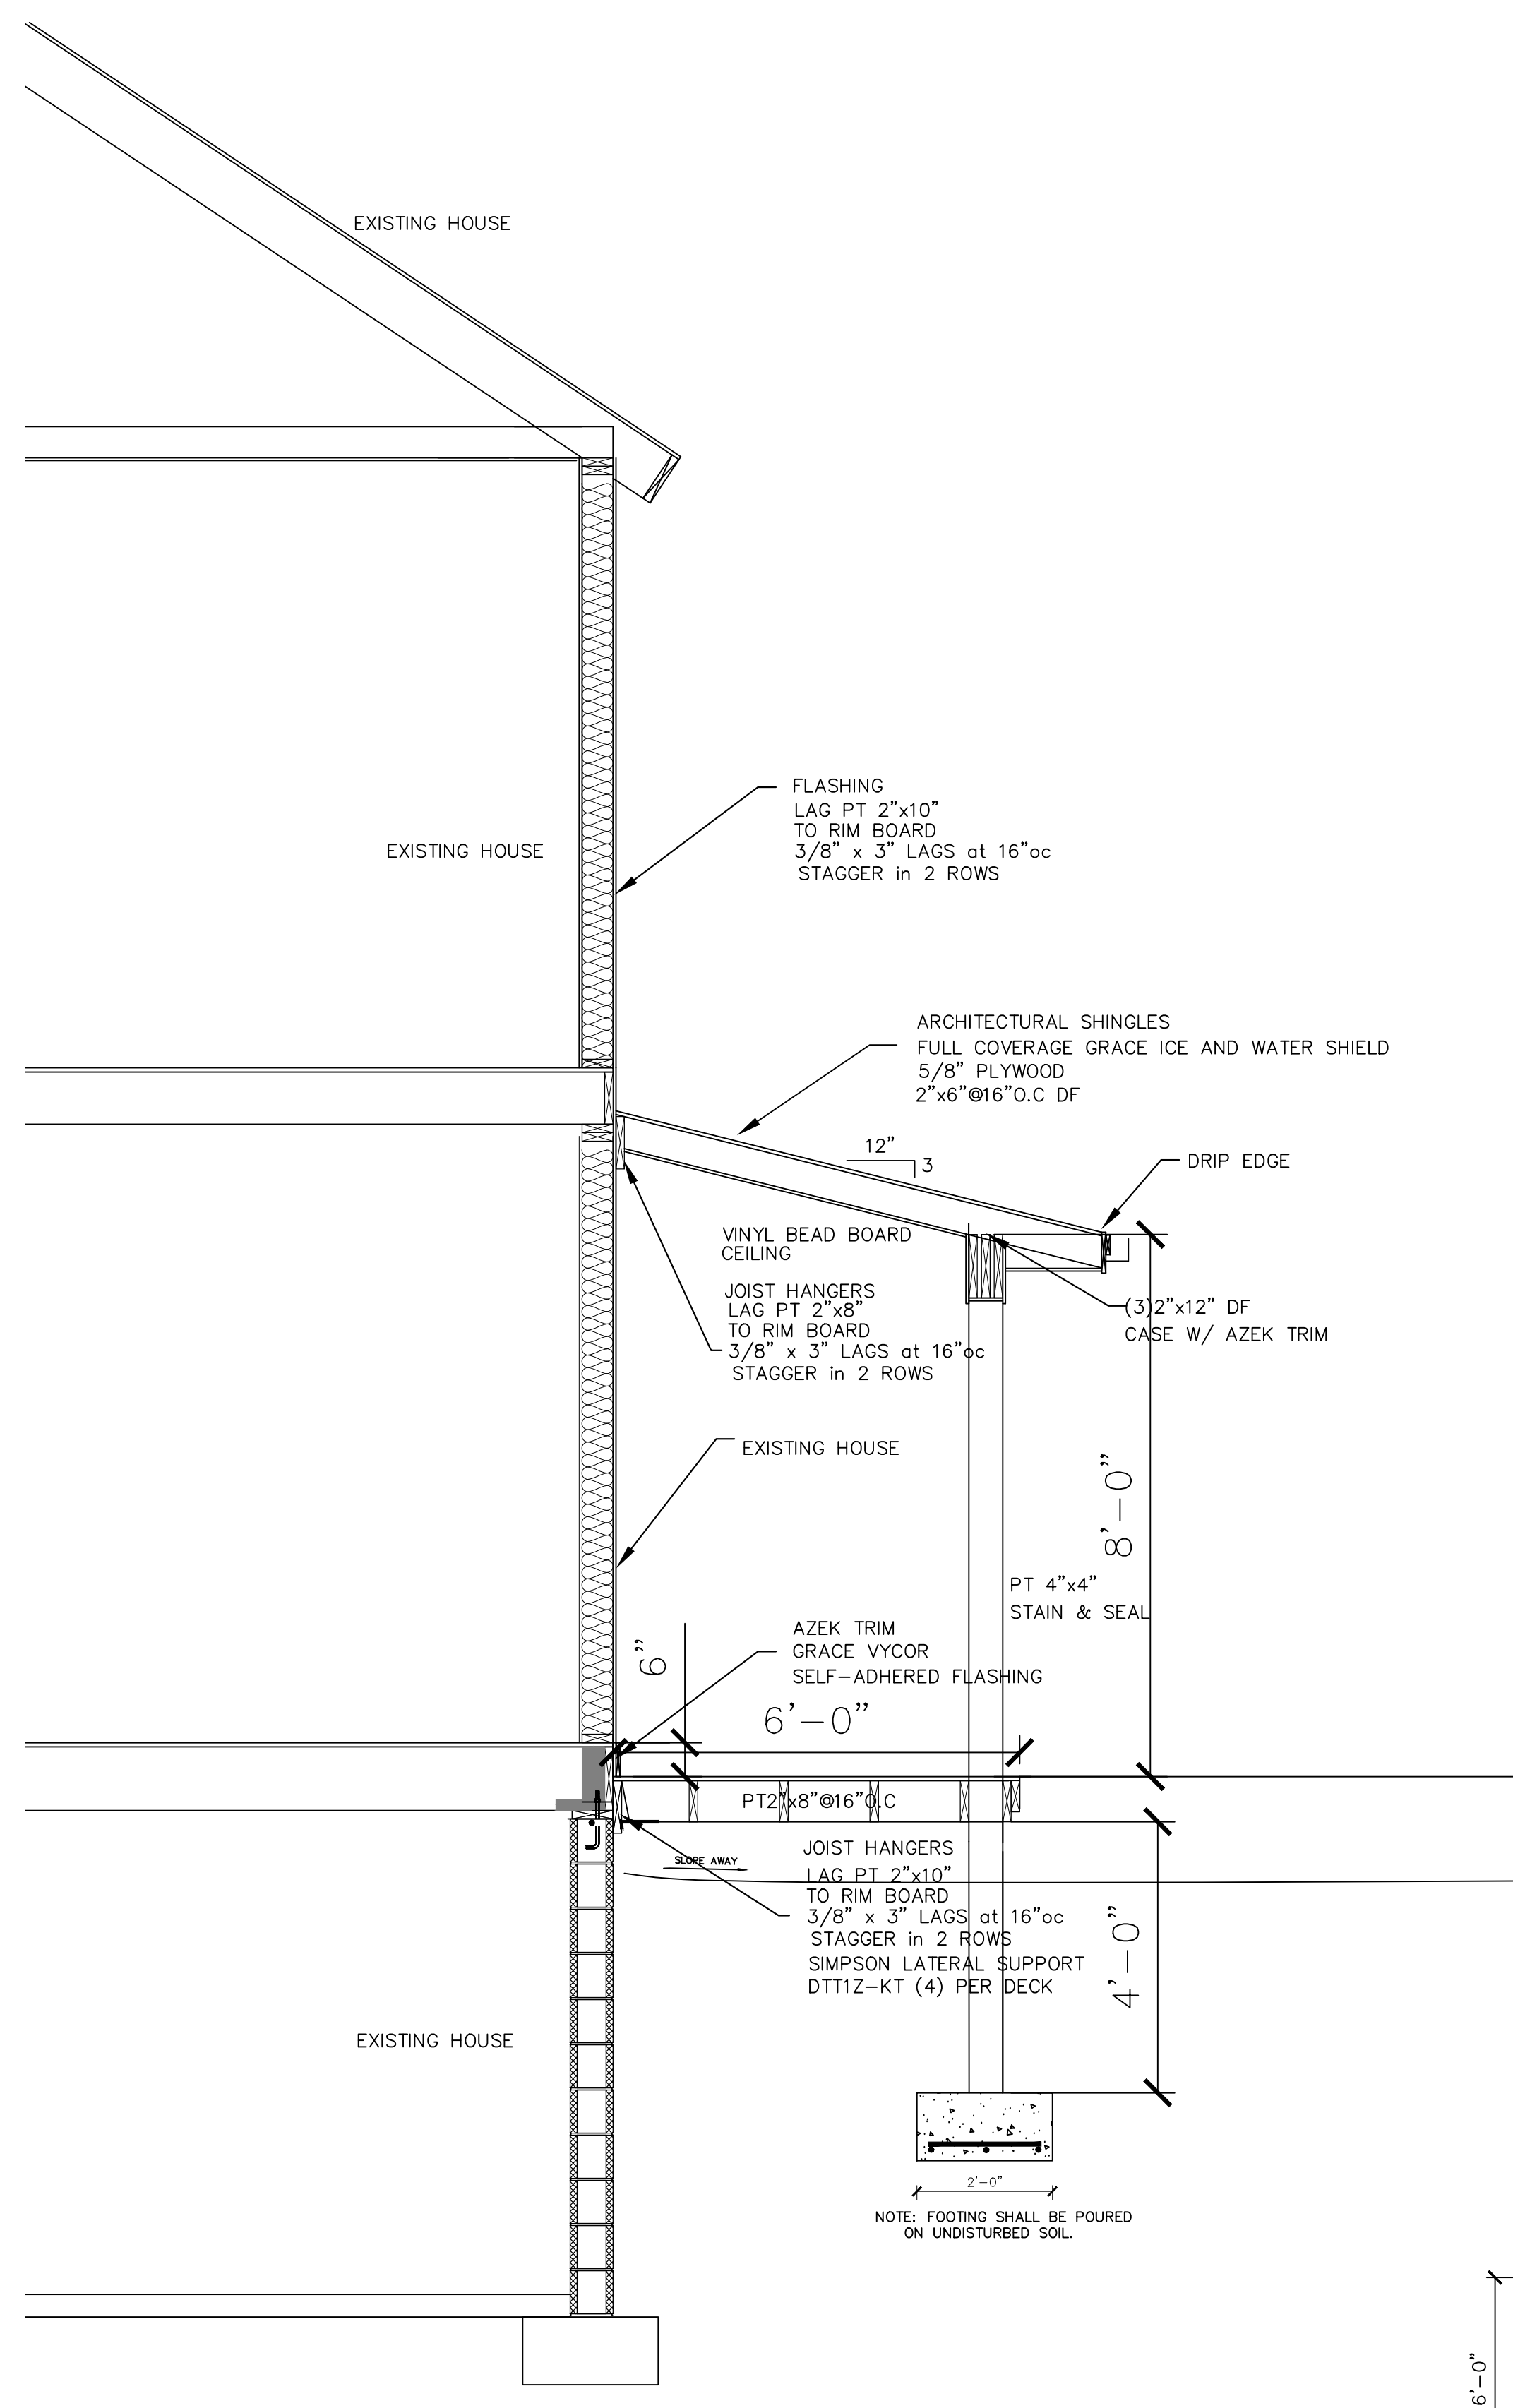 EXISTING HOUSE
FLASHING
LAG PT 2"x10"
TO RIM BOARD
3/8" x 3" LAGS at 16"oc
STAGGER in 2 ROWS
EXISTING HOUSE
ARCHITECTURAL SHINGLES
FULL COVERAGE GRACE ICE AND WATER SHIELD
5/8" PLYWOOD
2"x6"@16"O.C DF
12"
3
DRIP EDGE
VINYL BEAD BOARD
CEILING
JOIST HANGERS
LAG PT 2"x8"
TO RIM BOARD
3/8" x 3" LAGS at 16"oc
STAGGER in 2 ROWS
(3)2"x12" DF
CASE W/ AZEK TRIM
EXISTING HOUSE
8'-0"
PT 4"x4"
STAIN & SEAL
AZEK TRIM
GRACE VYCOR
SELF-ADHERED FLASHING
6"
6'-0"
PT2"x8"@16"O.C
JOIST HANGERS
SLOPE AWAY
LAG PT 2"x10"
TO RIM BOARD
3/8" x 3" LAGS at 16"oc
STAGGER in 2 ROWS
SIMPSON LATERAL SUPPORT
DTT1Z-KT (4) PER DECK
4'-0"
EXISTING HOUSE
2'-0"
NOTE: FOOTING SHALL BE POURED
ON UNDISTURBED SOIL.
6'-0"